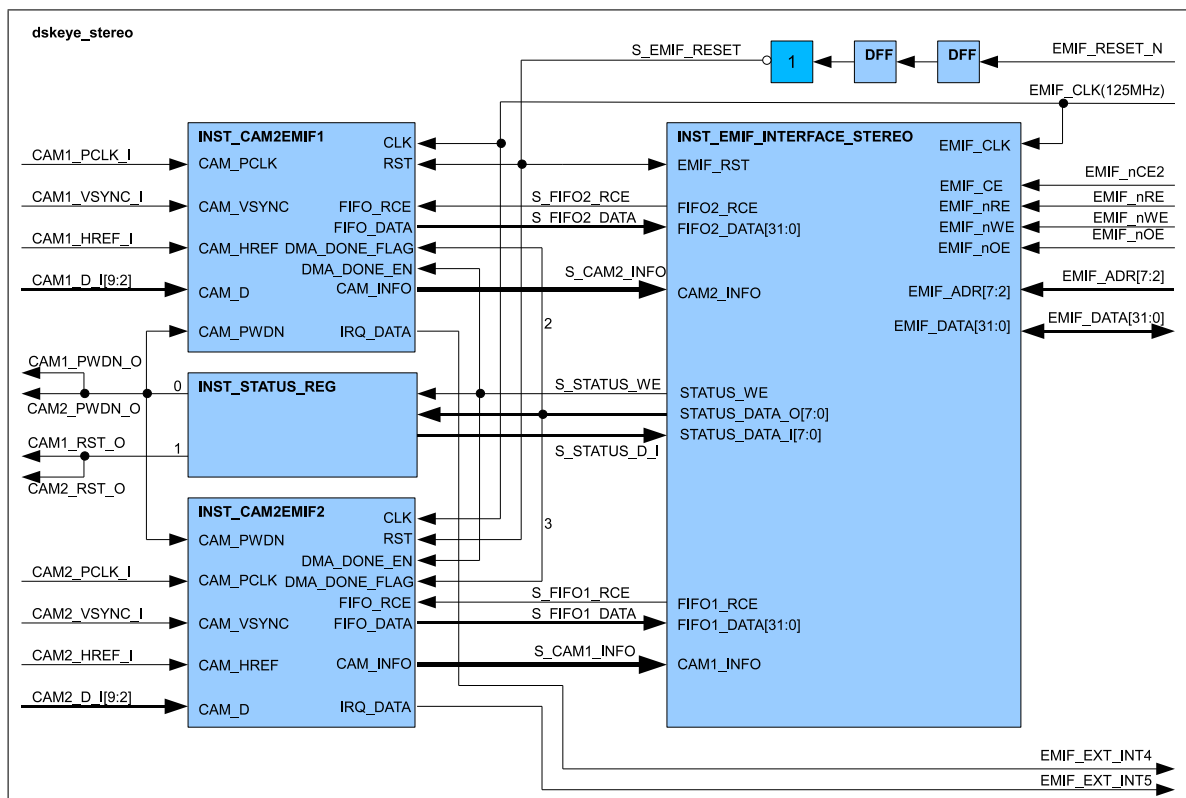 dskeye_stereo
S_EMIF_RESET
1
DFF
DFF
EMIF_RESET_N
EMIF_CLK(125MHz)
INST_CAM2EMIF1
CLK
RST
CAM_PCLK
CAM_VSYNC
CAM_HREF
CAM_D
CAM_PWDN
FIFO_RCE
FIFO_DATA
DMA_DONE_FLAG
DMA_DONE_EN
CAM_INFO
IRQ_DATA
CAM1_PCLK_I
CAM1_VSYNC_I
CAM1_HREF_I
CAM1_D_I[9:2]
S_FIFO2_RCE
S_FIFO2_DATA
S_CAM2_INFO
2
INST_EMIF_INTERFACE_STEREO
EMIF_CLK
EMIF_RST
EMIF_CE
EMIF_nRE
EMIF_nWE
EMIF_nOE
FIFO2_RCE
FIFO2_DATA[31:0]
CAM2_INFO
EMIF_ADR[7:2]
EMIF_DATA[31:0]
EMIF_nCE2
EMIF_nRE
EMIF_nWE
EMIF_nOE
EMIF_ADR[7:2]
EMIF_DATA[31:0]
CAM1_PWDN_O
CAM2_PWDN_O
CAM1_RST_O
CAM2_RST_O
0
1
INST_STATUS_REG
S_STATUS_WE
S_STATUS_D_I
STATUS_WE
STATUS_DATA_O[7:0]
STATUS_DATA_I[7:0]
INST_CAM2EMIF2
CLK
RST
CAM_PWDN
DMA_DONE_EN
CAM_PCLK
DMA_DONE_FLAG
FIFO_RCE
CAM_VSYNC
FIFO_DATA
CAM_HREF
CAM_INFO
CAM_D
IRQ_DATA
3
CAM2_PCLK_I
CAM2_VSYNC_I
CAM2_HREF_I
CAM2_D_I[9:2]
S_FIFO1_RCE
S_FIFO1_DATA
S_CAM1_INFO
FIFO1_RCE
FIFO1_DATA[31:0]
CAM1_INFO
EMIF_EXT_INT4
EMIF_EXT_INT5